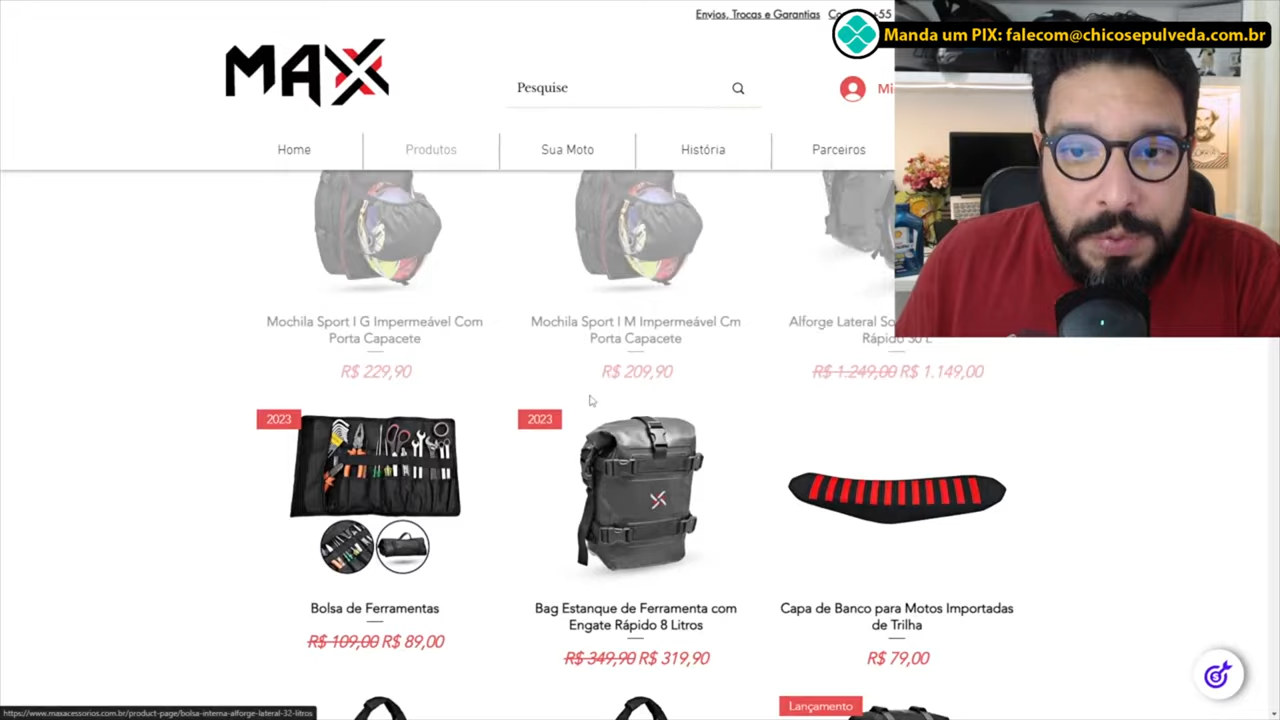 Envios, Trocas e Garantias
+55
Manda um PIX: falecom@chicosepulveda.com.br
MAX
Pesquise
Home
Produtos
Sua Moto
História
Parceiros
Mochila Sport I G Impermeável Com
Porta Capacete
R$ 229,90
Mochila Sport I M Impermeável Cm
Porta Capacete
R$ 209,90
Alforge Lateral
Rápido
R$ 1.249,00 R$ 1.149,00
2023
Bolsa de Ferramentas
R$ 109,00 R$ 89,00
2023
Bag Estanque de Ferramenta com
Engate Rápido 8 Litros
R$ 349,90 R$ 319,90
Capa de Banco para Motos Importadas
de Trilha
R$ 79,00
Lançamento
https://www.maxacessorios.com.br/product-page/bolsa-interna-alforge-lateral-32-litros